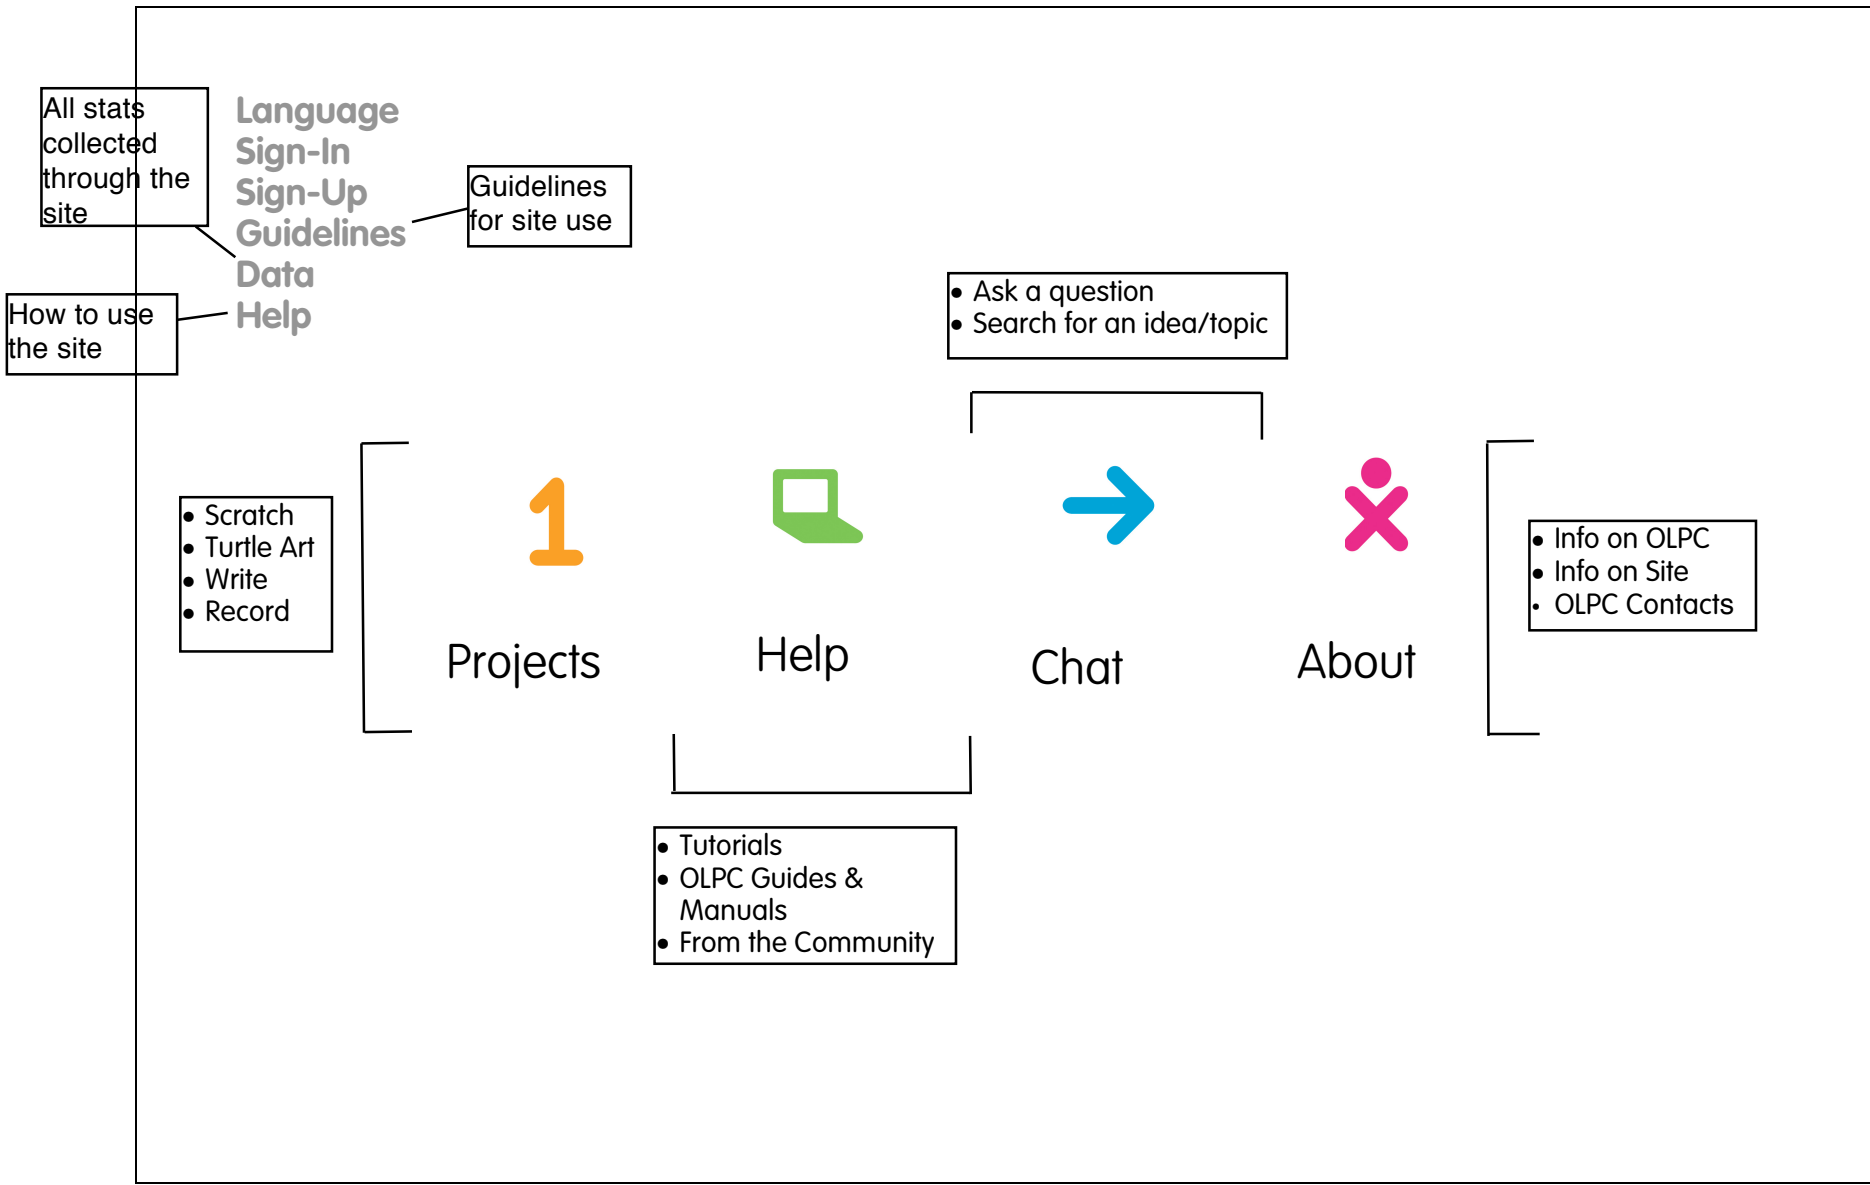 All stats
collected
through the
site
Language
Sign-In
Sign-Up
Guidelines
Data
Help
Guidelines
for site use
How to use
the site
• Ask a question
• Search for an idea/topic
• Scratch
• Turtle Art
• Write
• Record
1
Projects
Help
Chat
About
• Info on OLPC
• Info on Site
• OLPC Contacts
• Tutorials
• OLPC Guides &
Manuals
• From the Community